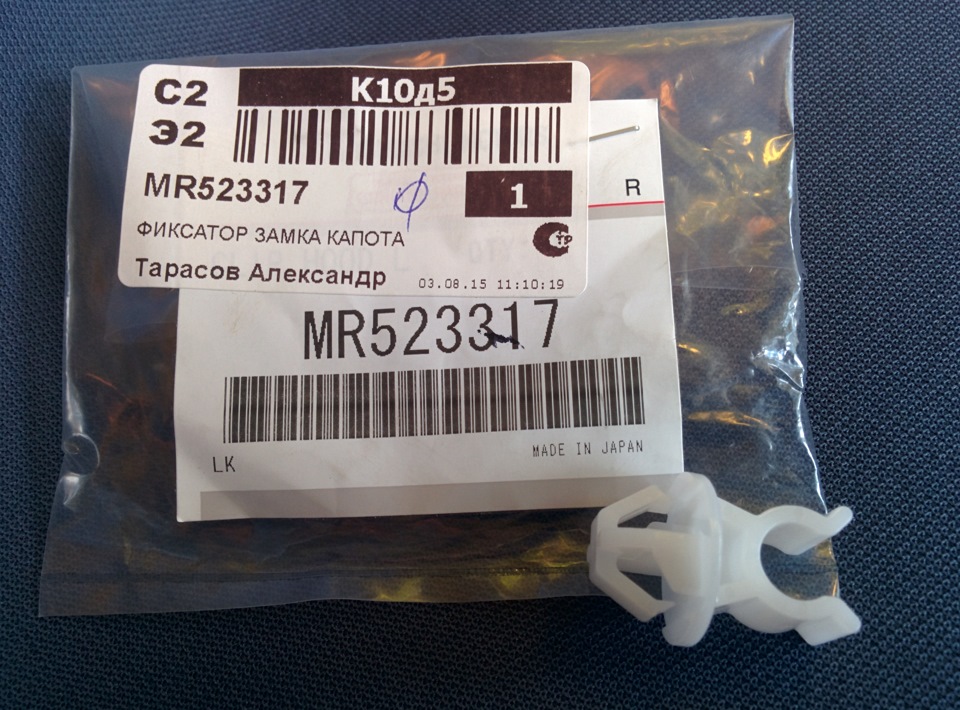 С2
К10д5
Э2
MR523317
1
R
ФИКСАТОР ЗАМКА КАПОТА
Тарасов Александр
03.08.15 11:10:19
MR523317
LK
MADE IN JAPAN